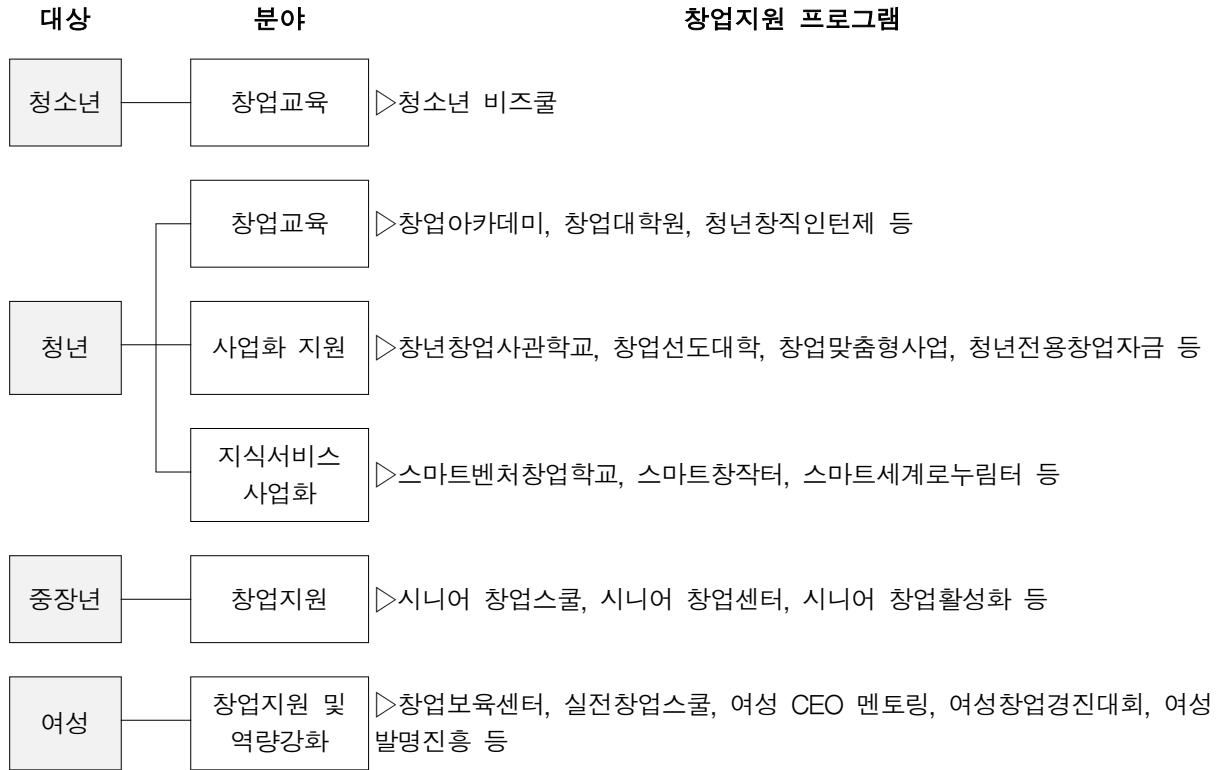 대상 분야 창업지원 프로그램
청소년 창업교육 ▷청소년 비즈쿨
창업교육 ▷창업아카데미, 창업대학원, 청년창직인턴제 등
청년 사업화 지원 ▷창년창업사관학교, 창업선도대학, 창업맞춤형사업, 청년전용창업자금 등
지식서비스
사업화
▷스마트벤처창업학교, 스마트창작터, 스마트세계로누림터 등
중장년 창업지원 ▷시니어 창업스쿨, 시니어 창업센터, 시니어 창업활성화 등
여성
창업지원 및
역량강화
▷창업보육센터, 실전창업스쿨, 여성 CEO 멘토링, 여성창업경진대회, 여성
발명진흥 등